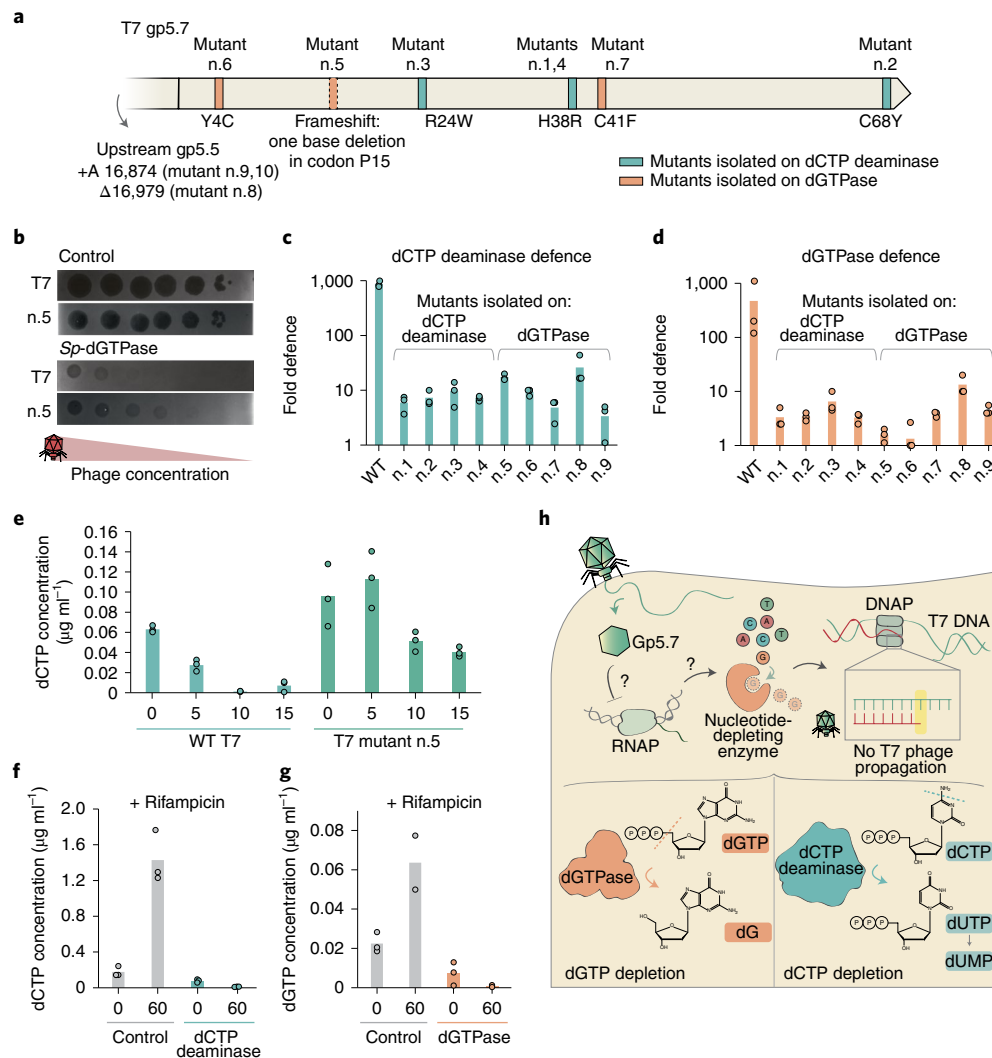 a
T7 gp5.7
Mutant n.6
Mutant n.5
Mutant n.3
Mutants n.1,4
Mutant n.7
Mutant n.2
Y4C
Frameshift:
one base deletion
in codon P15
R24W
H38R
C41F
C68Y
Upstream gp5.5
+A 16,874 (mutant n.9,10)
Δ16,979 (mutant n.8)
Mutants isolated on dCTP deaminase
Mutants isolated on dGTPase
b
Control
T7
n.5
Sp-dGTPase
T7
n.5
Phage concentration
c
dCTP deaminase defence
Fold defence
1,000
100
10
1
Mutants isolated on:
dCTP
deaminase
dGTPase
WT n.1 n.2 n.3 n.4 n.5 n.6 n.7 n.8 n.9
d
dGTPase defence
Fold defence
1,000
100
10
1
Mutants isolated on:
dCTP
deaminase
dGTPase
WT n.1 n.2 n.3 n.4 n.5 n.6 n.7 n.8 n.9
e
dCTP concentration
(µg ml⁻¹)
0.16
0.14
0.12
0.10
0.08
0.06
0.04
0.02
0
0 5 10 15 0 5 10 15
WT T7
T7 mutant n.5
f
+ Rifampicin
dCTP concentration (µg ml⁻¹)
2.0
1.6
1.2
0.8
0.4
0
0 60 0 60
Control
dCTP
deaminase
g
+ Rifampicin
dGTP concentration (µg ml⁻¹)
0.08
0.06
0.04
0.02
0
0 60 0 60
Control
dGTPase
h
Gp5.7
?
RNAP
?
T
C
A
A
C
T
G
G
G
G
Nucleotide-
depleting
enzyme
DNAP
T7 DNA
No T7 phage
propagation
dGTPase
P P P
O
N
NH
N
N
NH₂
O
OH
dGTP
HO
O
N
NH
N
N
NH₂
O
OH
dG
dGTP depletion
dCTP
deaminase
NH₂
N
N
O
P P P
O
OH
dCTP
O
NH
N
O
P P P
O
OH
dUTP
dUMP
dCTP depletion